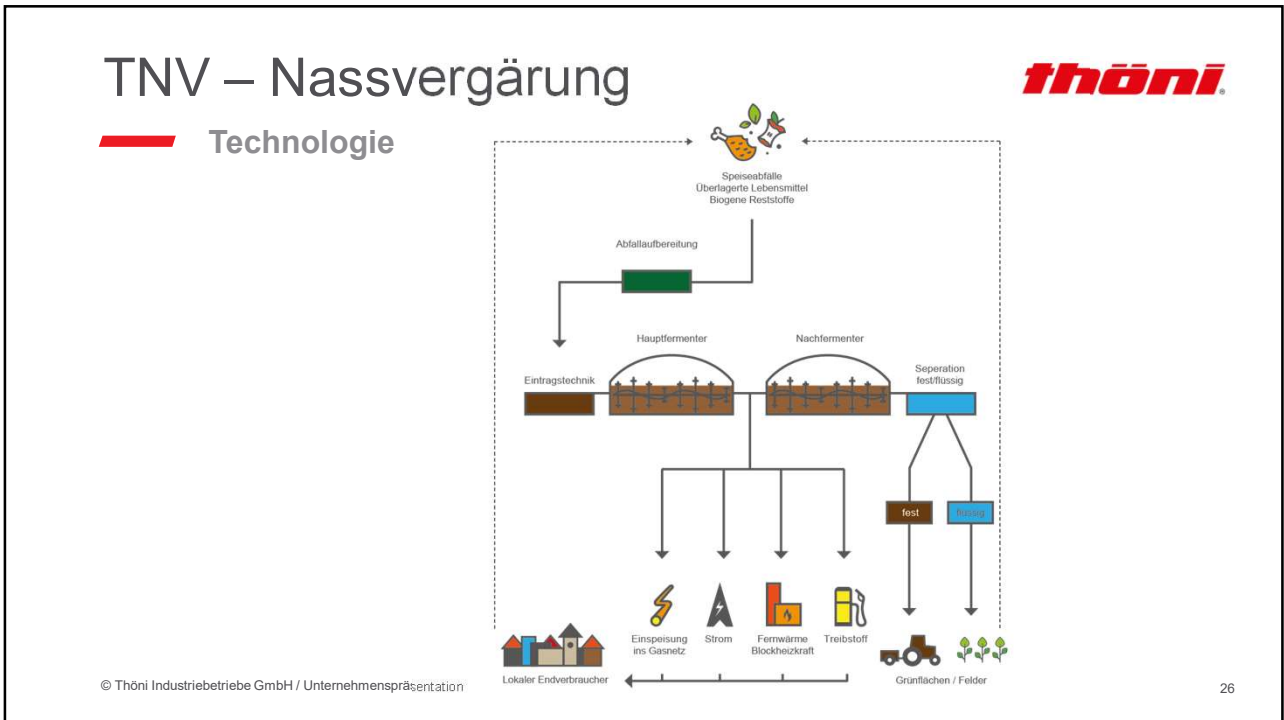 TNV – Nassvergärung
thöni®
Technologie
Speiseabfälle
Überlagerte Lebensmittel
Biogene Reststoffe
Abfallaufbereitung
Hauptfermenter
Nachfermenter
Eintragstechnik
Seperation
fest/flüssig
fest
flüssig
Einspeisung
ins Gasnetz
Strom
Fernwärme
Blockheizkraft
Treibstoff
Lokaler Endverbraucher
Grünflächen / Felder
© Thöni Industriebetriebe GmbH / Unternehmenspräsentation
26